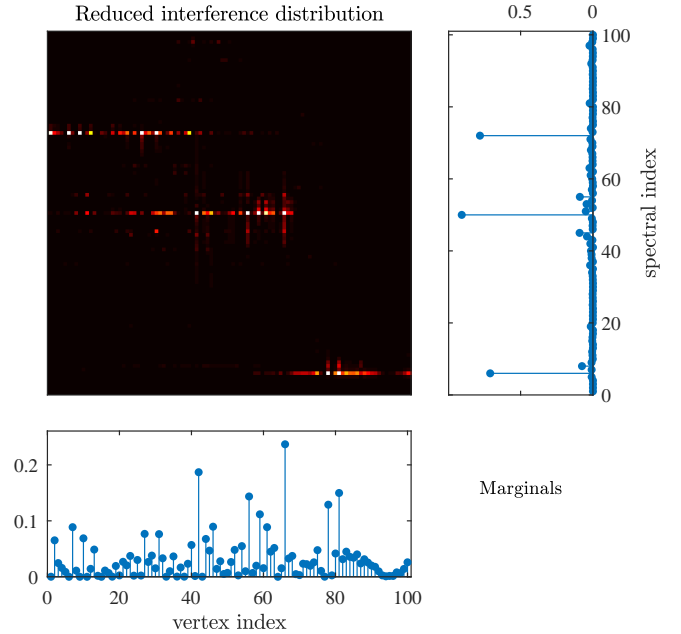 Reduced interference distribution
0.5 0
100
80
60
40
20
0
spectral index
0.2
0.1
0
0 20 40 60 80 100
vertex index
Marginals